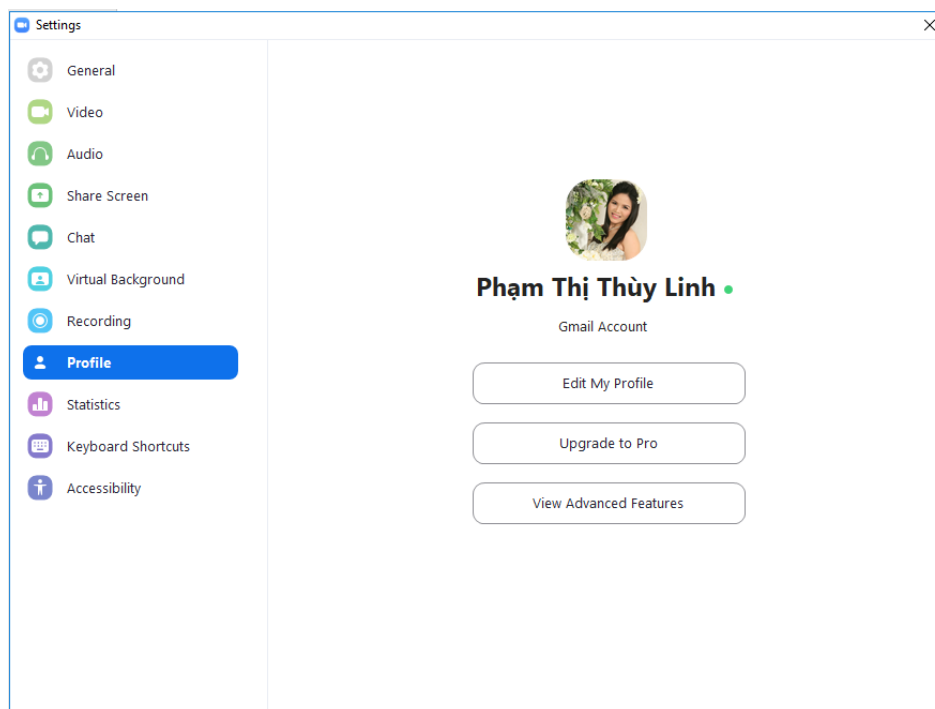 Settings
General
Video
Audio
Share Screen
Chat
Virtual Background
Recording
Profile
Statistics
Keyboard Shortcuts
Accessibility
Phạm Thị Thùy Linh
Gmail Account
Edit My Profile
Upgrade to Pro
View Advanced Features